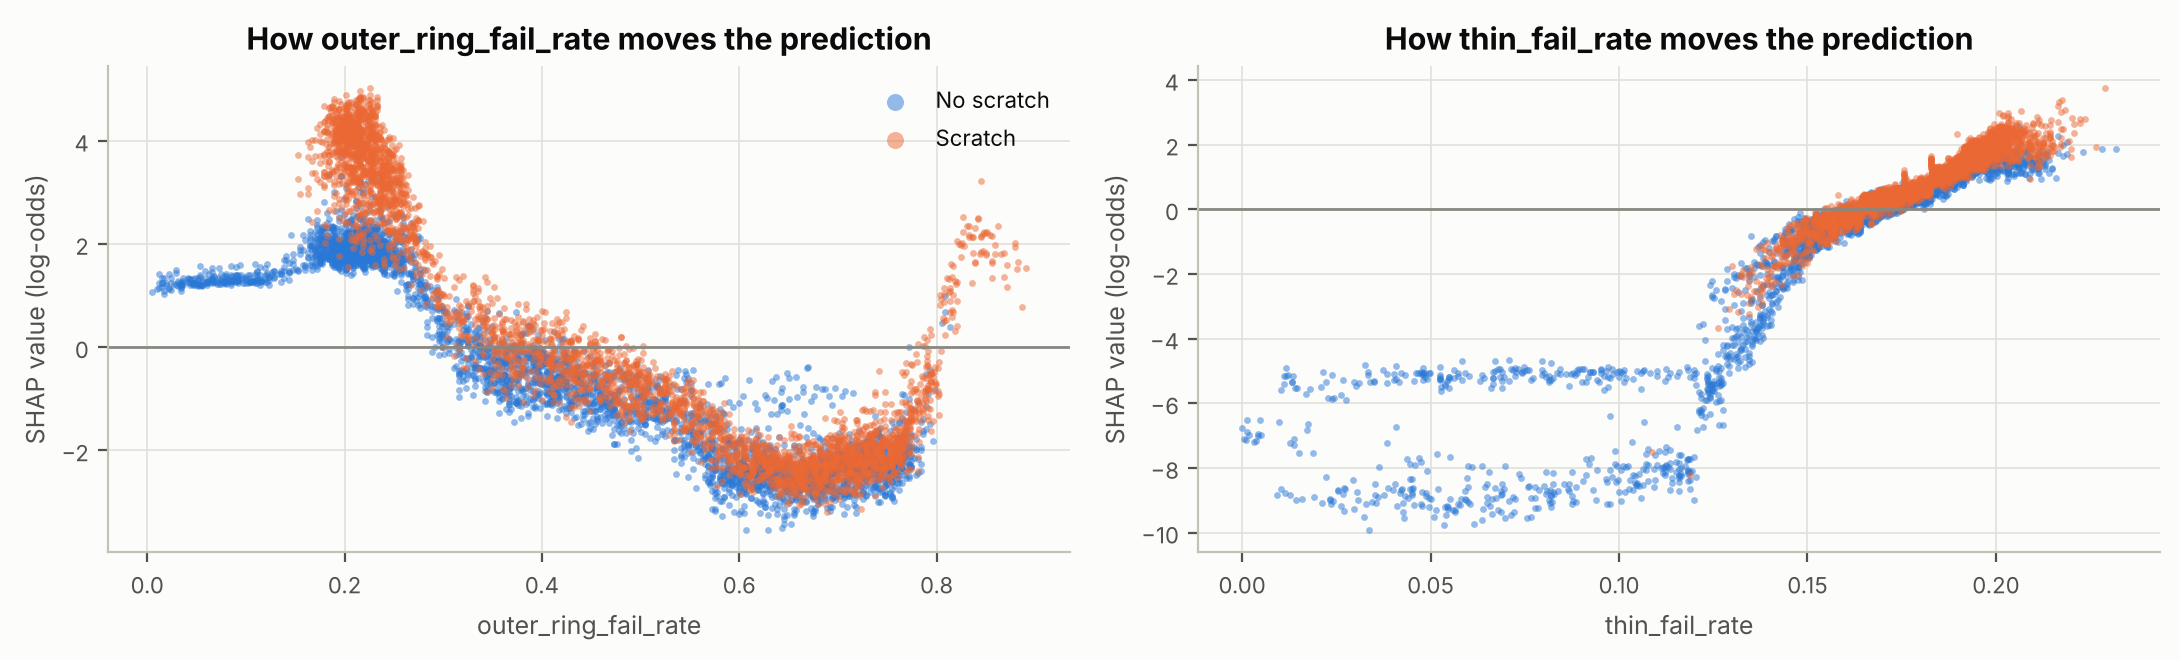 How outer_ring_fail_rate moves the prediction
No scratch
Scratch
SHAP value (log-odds)
4
2
0
−2
0.0
0.2
0.4
0.6
0.8
outer_ring_fail_rate
How thin_fail_rate moves the prediction
SHAP value (log-odds)
4
2
0
−2
−4
−6
−8
−10
0.00
0.05
0.10
0.15
0.20
thin_fail_rate